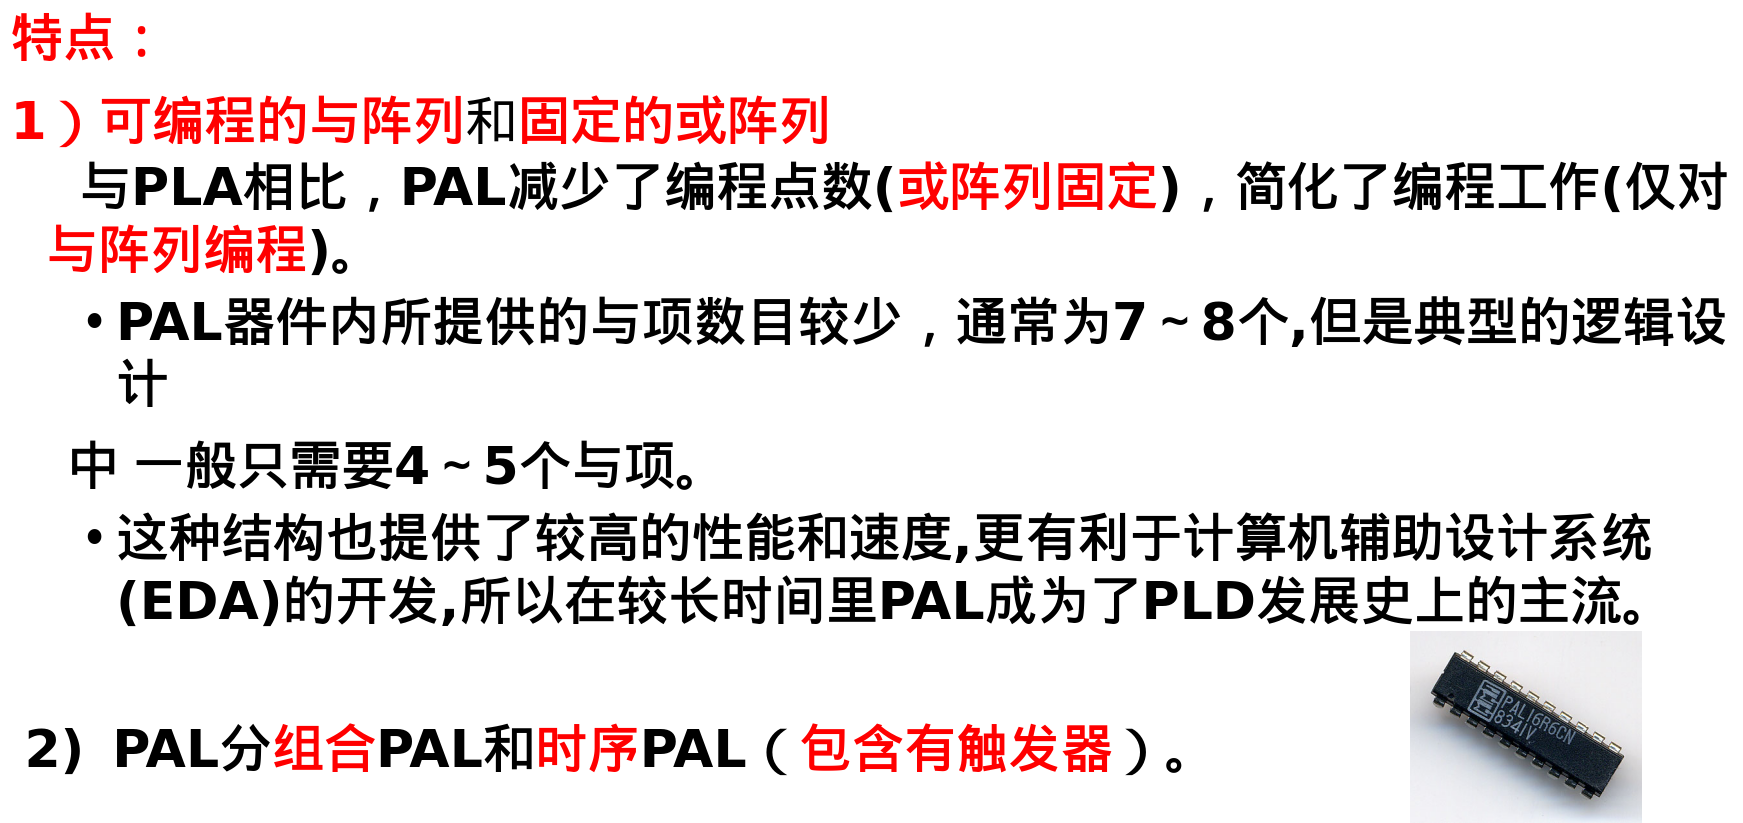 特点：
1）可编程的与阵列和固定的或阵列
与PLA相比，PAL减少了编程点数(或阵列固定)，简化了编程工作(仅对
与阵列编程)。
•PAL器件内所提供的与项数目较少，通常为7～8个,但是典型的逻辑设
计
中 一般只需要4～5个与项。
•这种结构也提供了较高的性能和速度,更有利于计算机辅助设计系统
(EDA)的开发,所以在较长时间里PAL成为了PLD发展史上的主流。
2) PAL分组合PAL和时序PAL（包含有触发器）。
PAL16R6CN
8341V